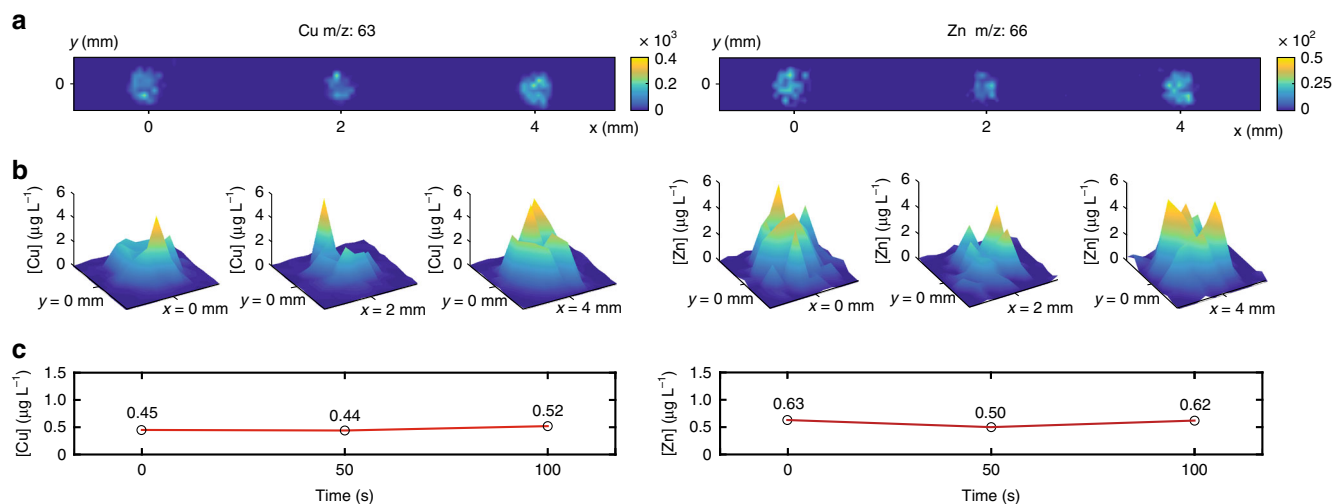 a
Cu m/z: 63
y (mm)
× 10³
0.4
0.2
0
0
0 2 4 x (mm)
Zn m/z: 66
y (mm)
× 10²
0.5
0.25
0
0
0 2 4 x (mm)
b
[Cu] (µg L⁻¹)
6
4
2
0
y = 0 mm
x = 0 mm
[Cu] (µg L⁻¹)
6
4
2
0
y = 0 mm
x = 2 mm
[Cu] (µg L⁻¹)
6
4
2
0
y = 0 mm
x = 4 mm
[Zn] (µg L⁻¹)
6
4
2
0
y = 0 mm
x = 0 mm
[Zn] (µg L⁻¹)
6
4
2
0
y = 0 mm
x = 2 mm
[Zn] (µg L⁻¹)
6
4
2
0
y = 0 mm
x = 4 mm
c
[Cu] (µg L⁻¹)
1.5
1.0
0.5
0
0.45 0.44 0.52
0 50 100
Time (s)
[Zn] (µg L⁻¹)
1.5
1.0
0.5
0
0.63 0.50 0.62
0 50 100
Time (s)